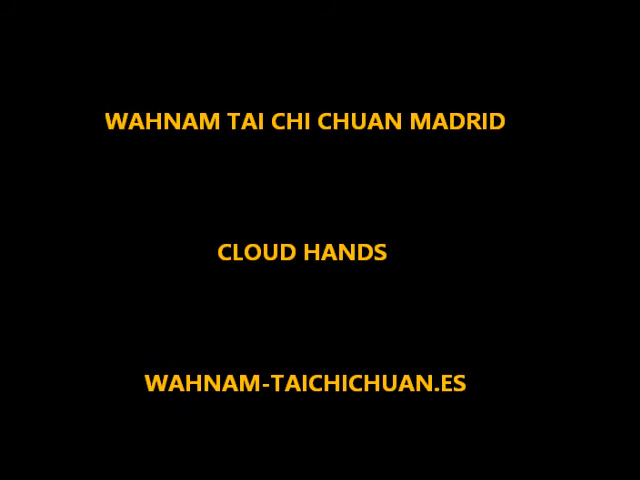 WAHNAM TAI CHI CHUAN MADRID
CLOUD HANDS
WAHNAM-TAICHICHUAN.ES